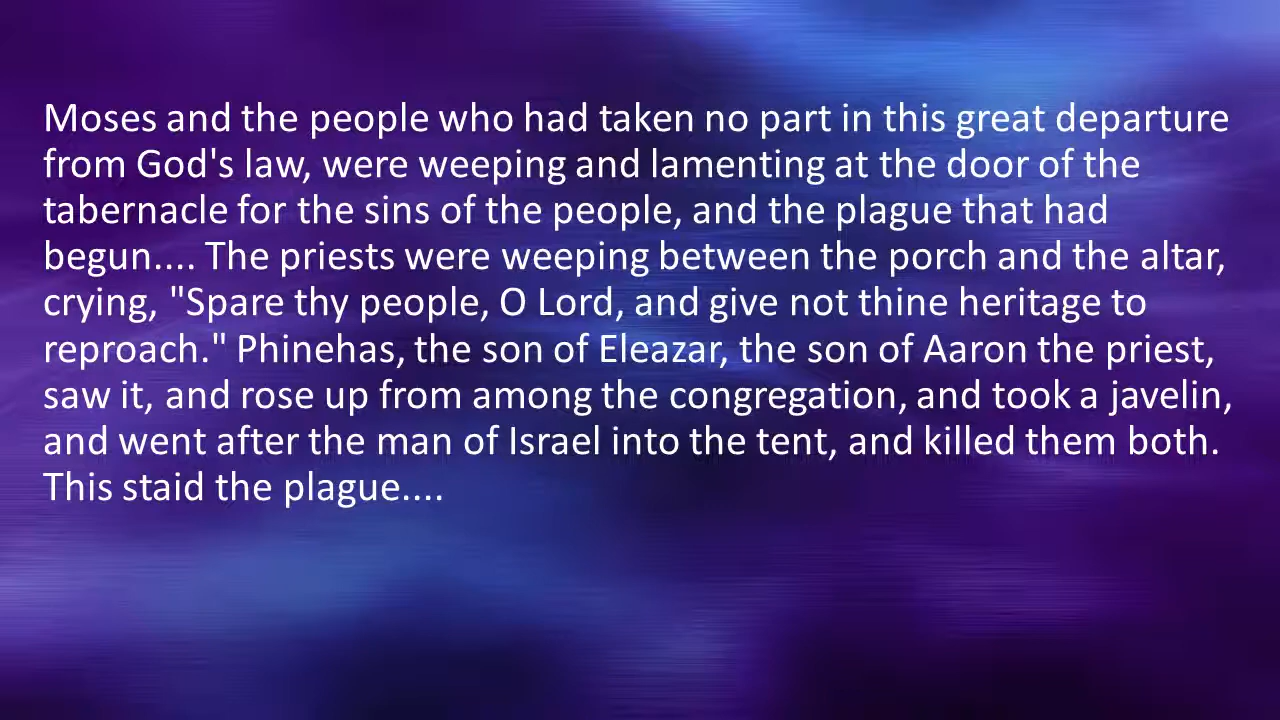 Moses and the people who had taken no part in this great departure
from God's law, were weeping and lamenting at the door of the
tabernacle for the sins of the people, and the plague that had
begun.... The priests were weeping between the porch and the altar,
crying, "Spare thy people, O Lord, and give not thine heritage to
reproach." Phinehas, the son of Eleazar, the son of Aaron the priest,
saw it, and rose up from among the congregation, and took a javelin,
and went after the man of Israel into the tent, and killed them both.
This staid the plague....